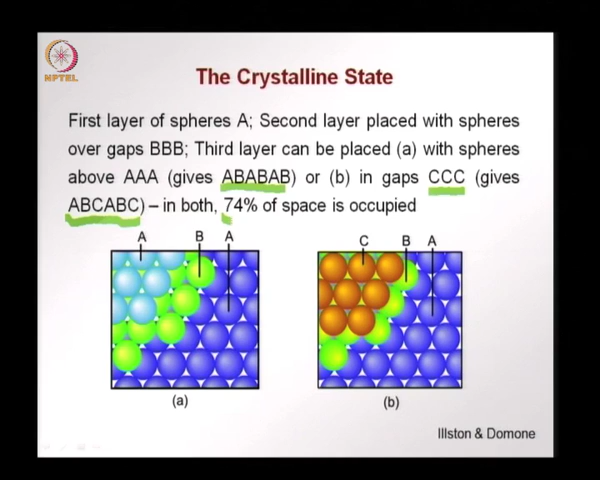 NPTEL
The Crystalline State
First layer of spheres A; Second layer placed with spheres
over gaps BBB; Third layer can be placed (a) with spheres
above AAA (gives ABABAB) or (b) in gaps CCC (gives
ABCABC) – in both, 74% of space is occupied
A B A C B A
(a) (b)
Illston & Domone